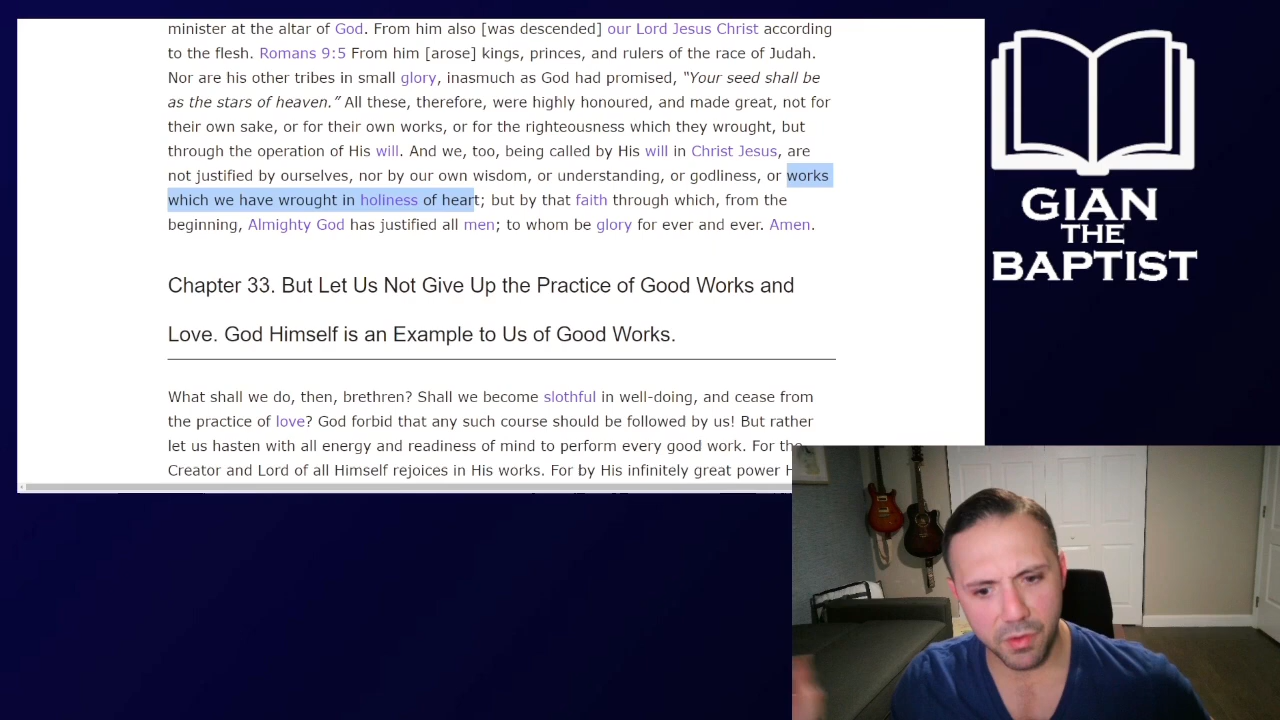 minister at the altar of God. From him also [was descended] our Lord Jesus Christ according
to the flesh. Romans 9:5 From him [arose] kings, princes, and rulers of the race of Judah.
Nor are his other tribes in small glory, inasmuch as God had promised, “Your seed shall be
as the stars of heaven.” All these, therefore, were highly honoured, and made great, not for
their own sake, or for their own works, or for the righteousness which they wrought, but
through the operation of His will. And we, too, being called by His will in Christ Jesus, are
not justified by ourselves, nor by our own wisdom, or understanding, or godliness, or works
which we have wrought in holiness of heart; but by that faith through which, from the
beginning, Almighty God has justified all men; to whom be glory for ever and ever. Amen.
Chapter 33. But Let Us Not Give Up the Practice of Good Works and
Love. God Himself is an Example to Us of Good Works.
What shall we do, then, brethren? Shall we become slothful in well-doing, and cease from
the practice of love? God forbid that any such course should be followed by us! But rather
let us hasten with all energy and readiness of mind to perform every good work. For the
Creator and Lord of all Himself rejoices in His works. For by His infinitely great power
GIAN
THE
BAPTIST